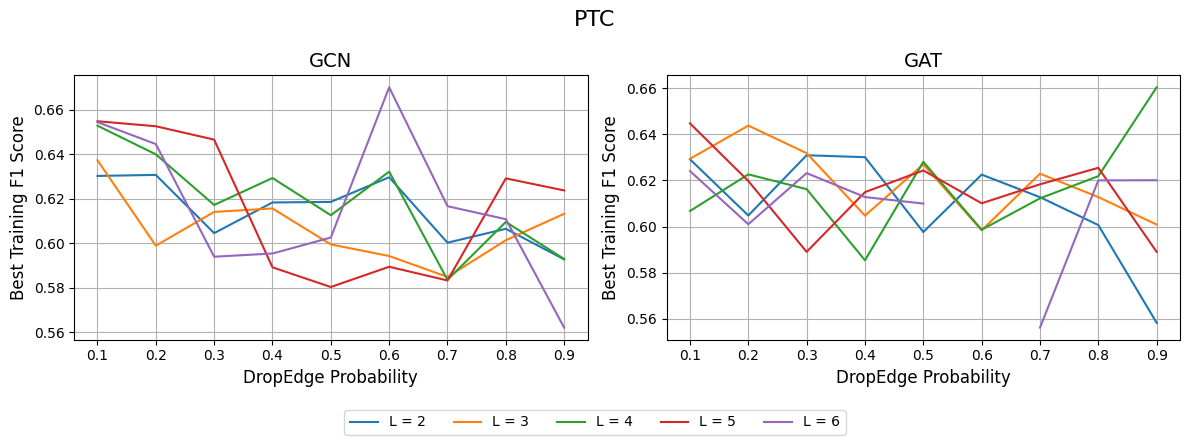 PTC
GCN
Best Training F1 Score
0.66
0.64
0.62
0.60
0.58
0.56
0.1 0.2 0.3 0.4 0.5 0.6 0.7 0.8 0.9
DropEdge Probability
GAT
Best Training F1 Score
0.66
0.64
0.62
0.60
0.58
0.56
0.1 0.2 0.3 0.4 0.5 0.6 0.7 0.8 0.9
DropEdge Probability
L = 2 L = 3 L = 4 L = 5 L = 6